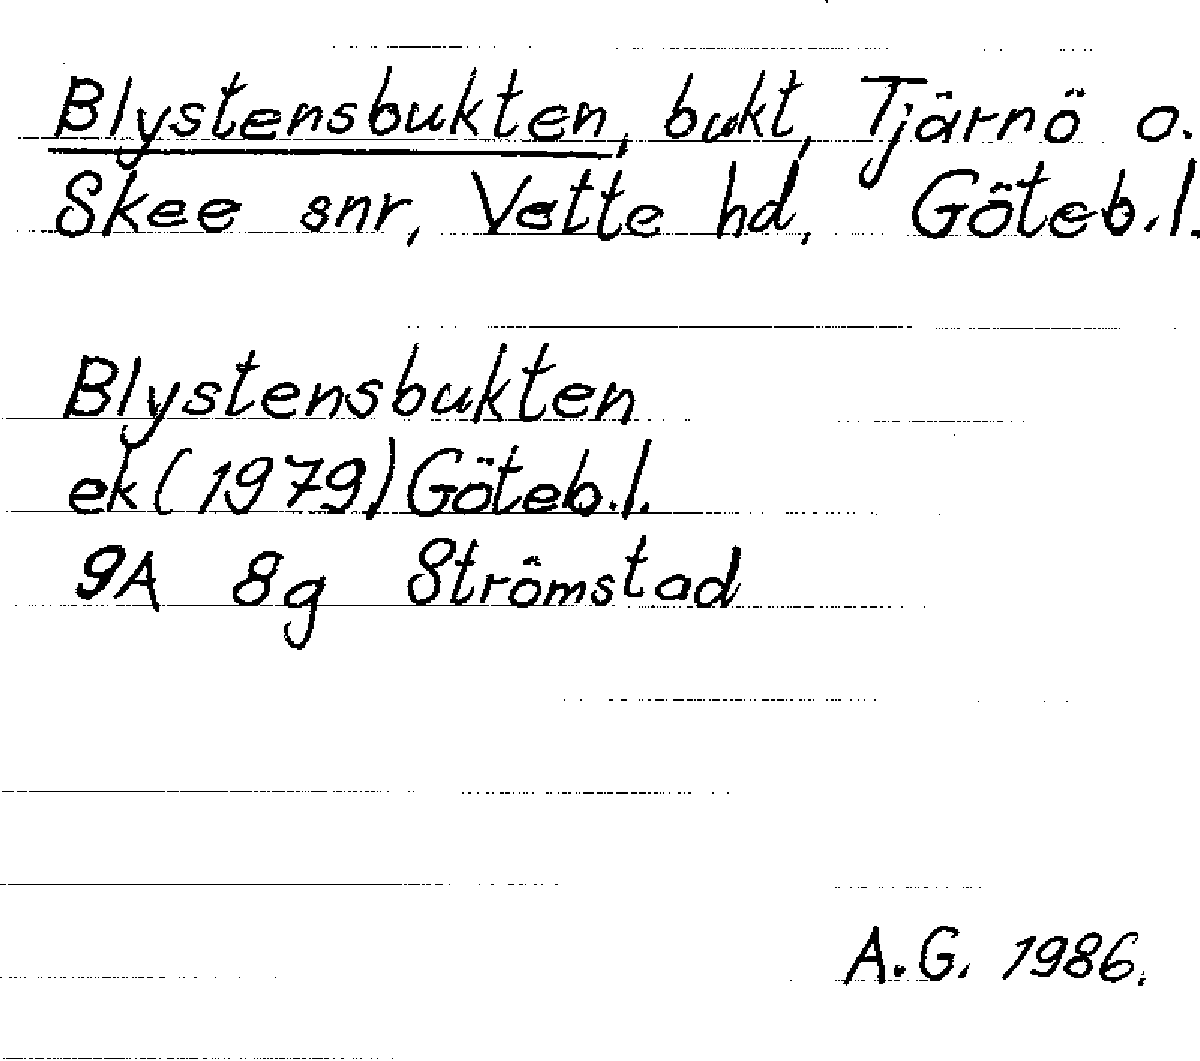 Blystensbukten, bukt, Tjärnö o.
Skee snr, Vette hd, Göteb.l.
Blystensbukten
ek (1979) Göteb.l.
9A 8g Strömstad
A.G. 1986.